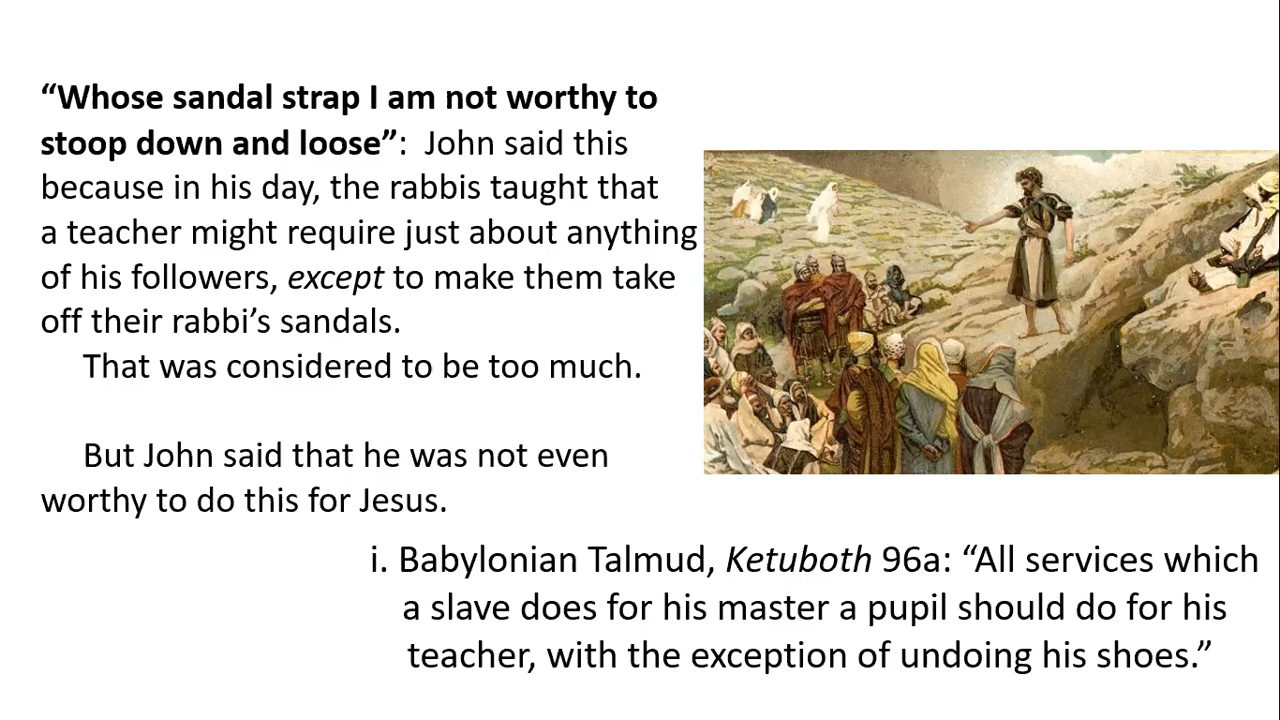 “Whose sandal strap I am not worthy to
stoop down and loose”:  John said this
because in his day, the rabbis taught that
a teacher might require just about anything
of his followers, except to make them take
off their rabbi’s sandals.
That was considered to be too much.
But John said that he was not even
worthy to do this for Jesus.
i. Babylonian Talmud, Ketuboth 96a: “All services which
a slave does for his master a pupil should do for his
teacher, with the exception of undoing his shoes.”